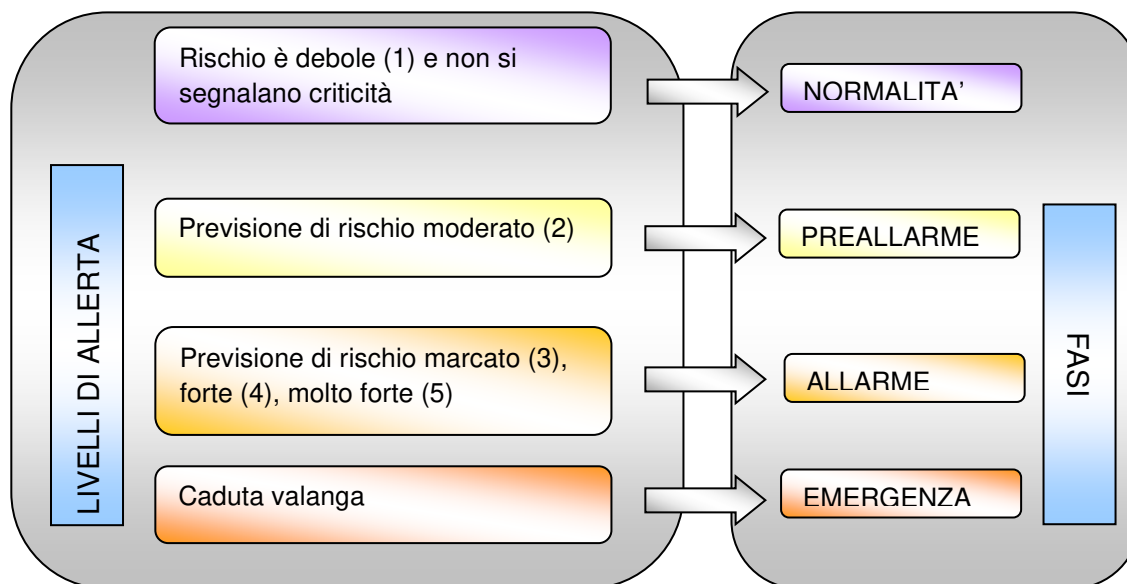 Rischio è debole (1) e non si
segnalano criticità
NORMALITA’
LIVELLI DI ALLERTA
Previsione di rischio moderato (2)
PREALLARME
Previsione di rischio marcato (3),
forte (4), molto forte (5)
ALLARME
FASI
Caduta valanga
EMERGENZA